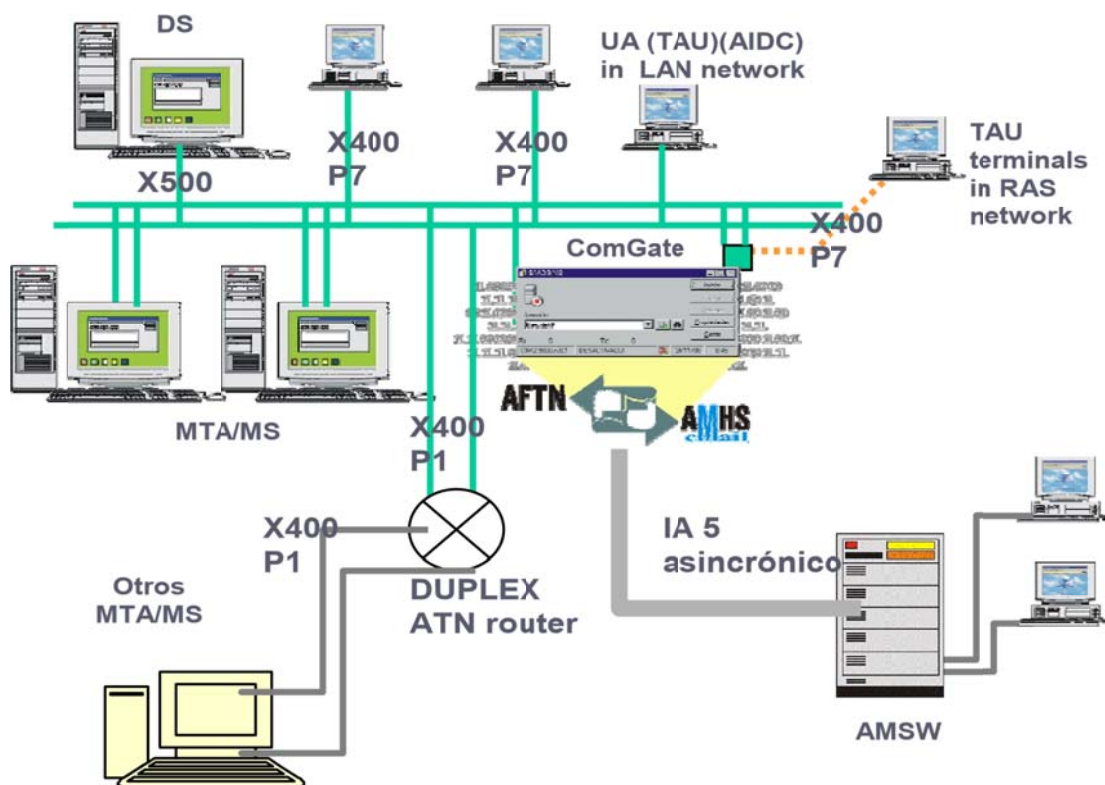 DS
UA (TAU)(AIDC)
in LAN network
TAU
terminals
in RAS
network
X400
P7
X400
P7
X500
X400
P7
ComGate
AFTN
AMHS
eMail
MTA/MS
X400
P1
X400
P1
IA 5
asincrónico
Otros
MTA/MS
DUPLEX
ATN router
AMSW